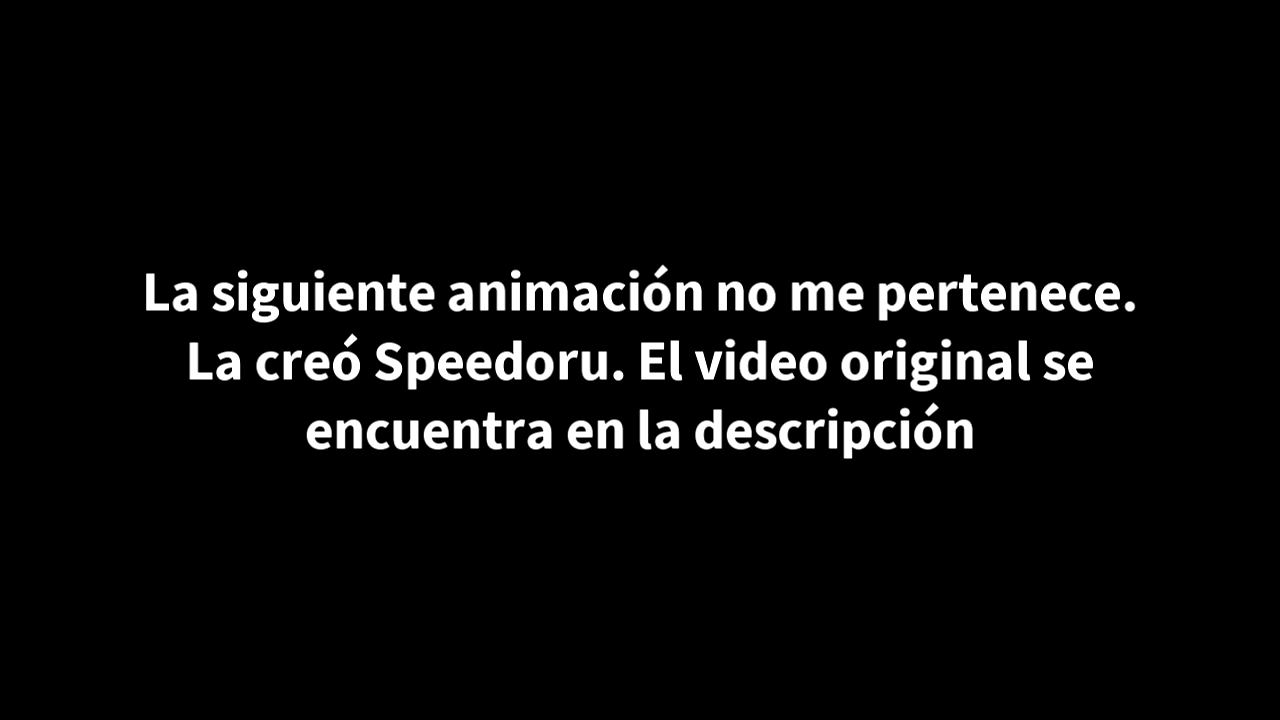 La siguiente animación no me pertenece.
La creó Speedoru. El video original se
encuentra en la descripción